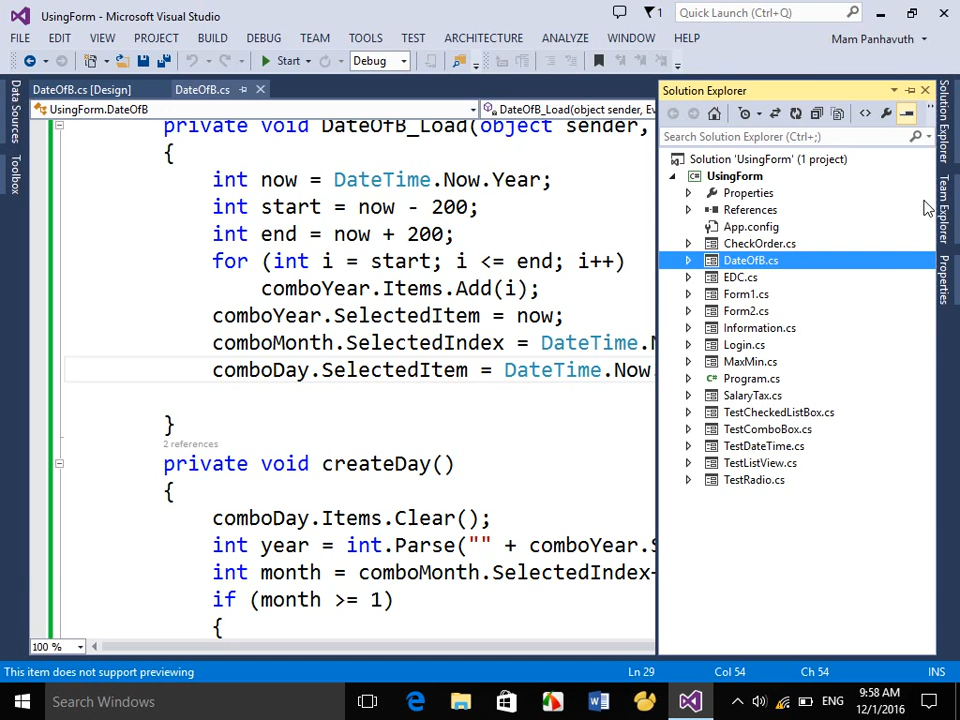 UsingForm - Microsoft Visual Studio
1
Quick Launch (Ctrl+Q)
FILE EDIT VIEW PROJECT BUILD DEBUG TEAM TOOLS TEST ARCHITECTURE ANALYZE WINDOW HELP
Mam Panhavuth
Start
Debug
Data Sources
Toolbox
DateOfB.cs [Design]
DateOfB.cs
UsingForm.DateOfB
DateOfB_Load(object sender, Ev
private void DateOfB_Load(object sender,
{
int now = DateTime.Now.Year;
int start = now - 200;
int end = now + 200;
for (int i = start; i <= end; i++)
comboYear.Items.Add(i);
comboYear.SelectedItem = now;
comboMonth.SelectedIndex = DateTime.N
comboDay.SelectedItem = DateTime.Now.
}
2 references
private void createDay()
{
comboDay.Items.Clear();
int year = int.Parse("" + comboYear.S
int month = comboMonth.SelectedIndex+
if (month >= 1)
{
100 %
Solution Explorer
Search Solution Explorer (Ctrl+;)
Solution 'UsingForm' (1 project)
UsingForm
Properties
References
App.config
CheckOrder.cs
DateOfB.cs
EDC.cs
Form1.cs
Form2.cs
Information.cs
Login.cs
MaxMin.cs
Program.cs
SalaryTax.cs
TestCheckedListBox.cs
TestComboBox.cs
TestDateTime.cs
TestListView.cs
TestRadio.cs
Solution Explorer
Team Explorer
Properties
This item does not support previewing
Ln 29
Col 54
Ch 54
INS
Search Windows
ENG
9:58 AM
12/1/2016